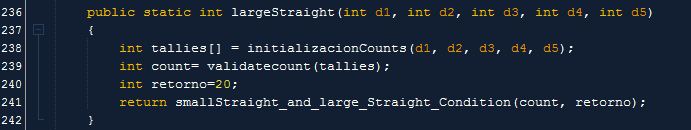 236 public static int largeStraight(int d1, int d2, int d3, int d4, int d5)
237 {
238 int tallies[] = initializacionCounts(d1, d2, d3, d4, d5);
239 int count= validatecount(tallies);
240 int retorno=20;
241 return smallStraight_and_large_Straight_Condition(count, retorno);
242 }